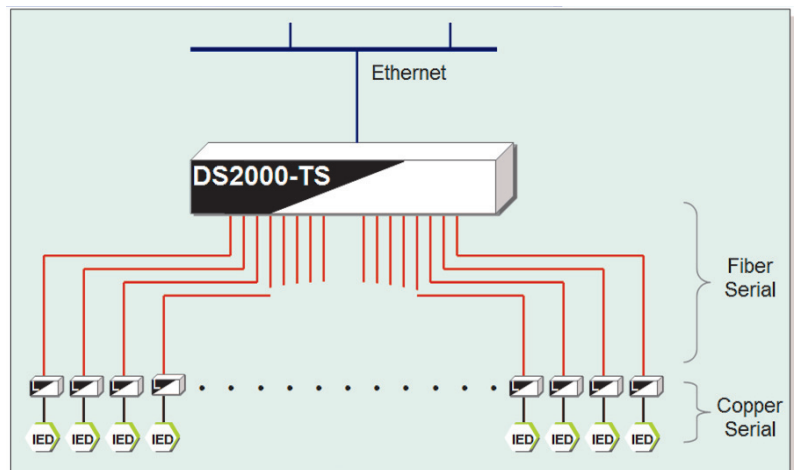 Ethernet
DS2000-TS
Fiber
Serial
L L L L L L L L
Copper
Serial
IED IED IED IED IED IED IED IED